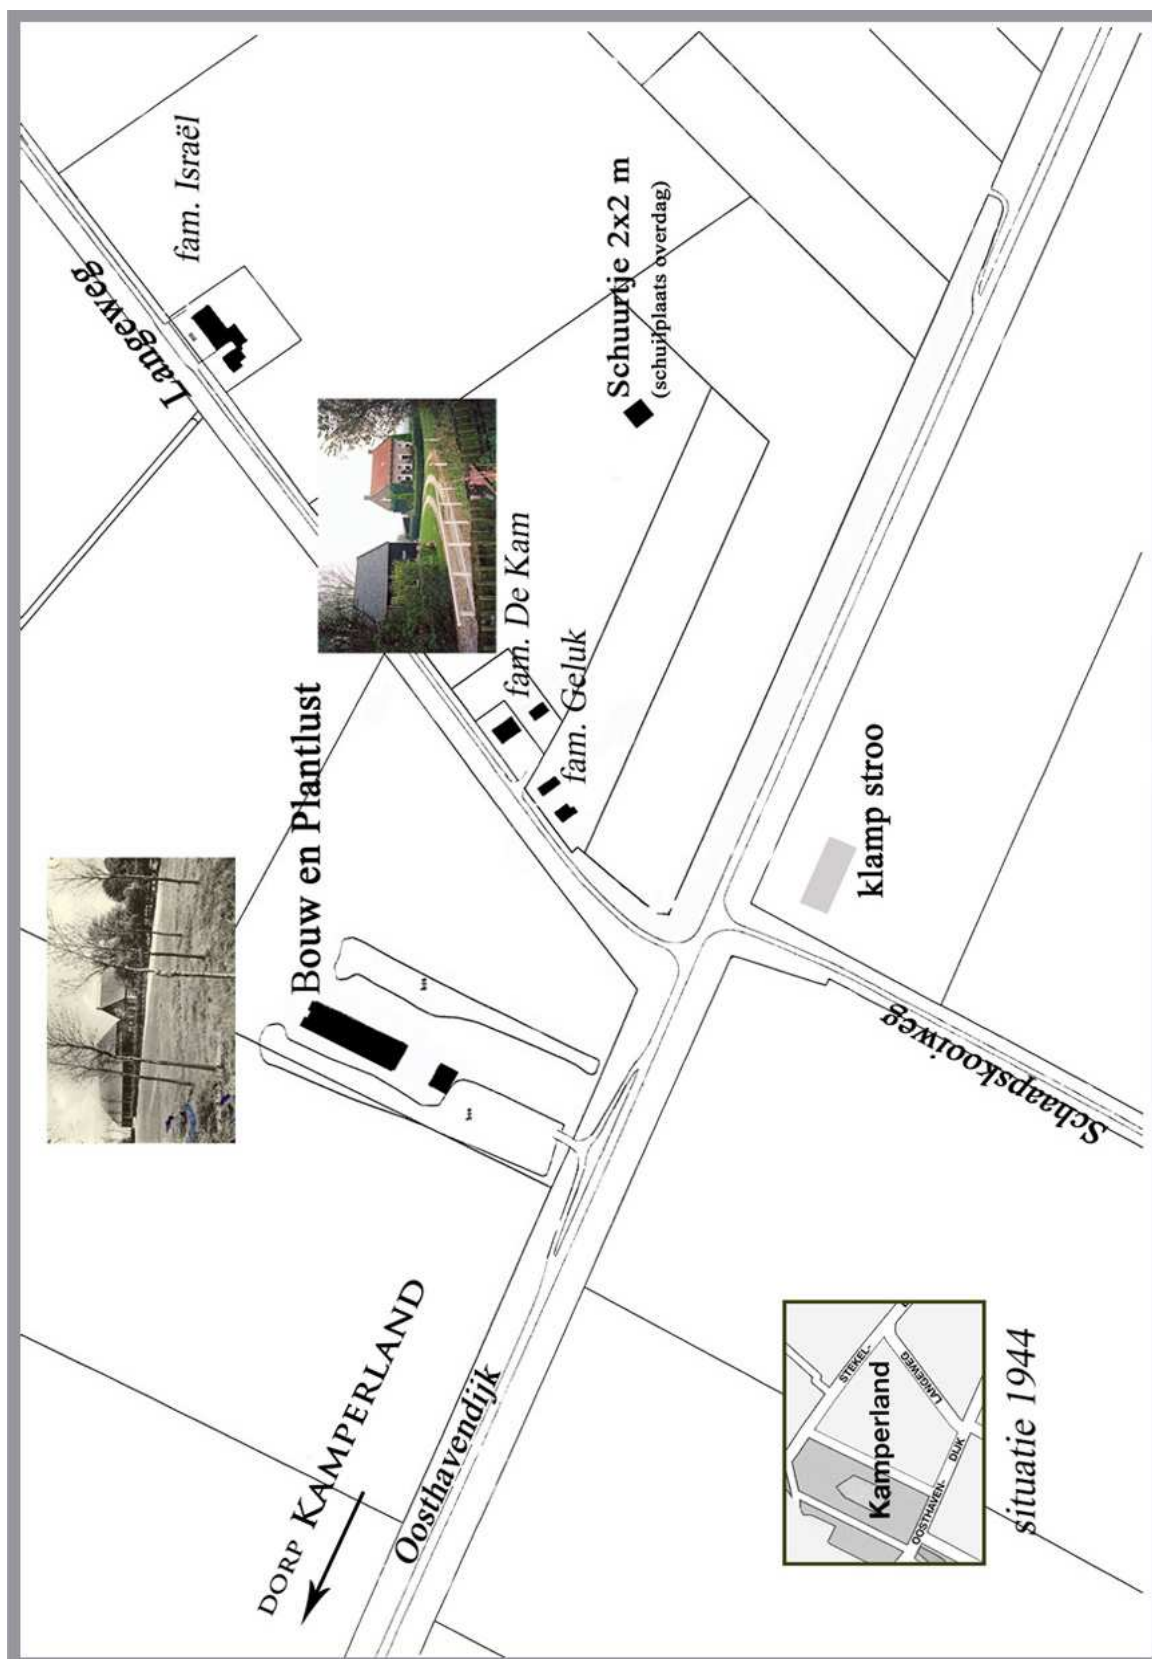 fam. Israël
Langeweg
Schuurtje 2x2 m
(schuilplaats overdag)
fam. De Kam
fam. Geluk
Bouw en Plantlust
klamp stroo
Schaapskooiweg
DORP KAMPERLAND
Oosthavendijk
STEKEL-
LANGEWEG
Kamperland
OOSTHAVEN-
DIJK
situatie 1944